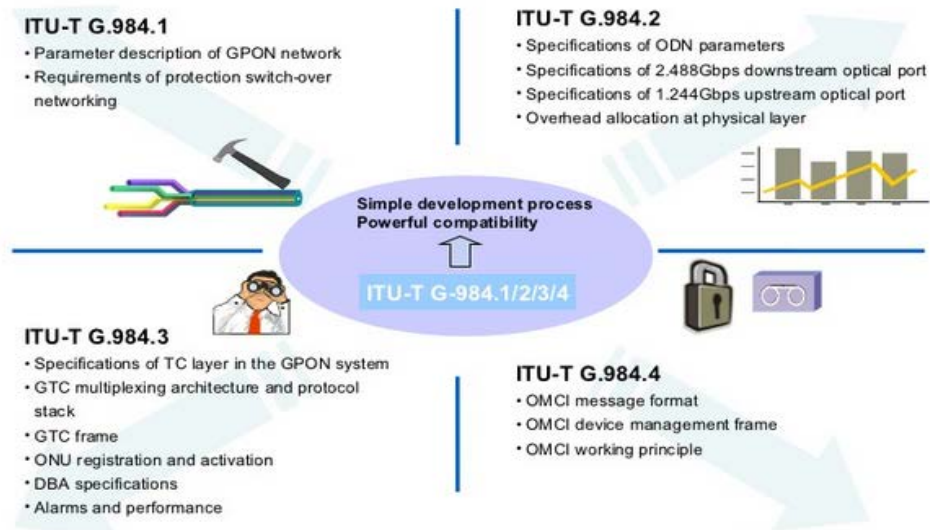 ITU-T G.984.1
• Parameter description of GPON network
• Requirements of protection switch-over
networking
ITU-T G.984.2
• Specifications of ODN parameters
• Specifications of 2.488Gbps downstream optical port
• Specifications of 1.244Gbps upstream optical port
• Overhead allocation at physical layer
Simple development process
Powerful compatibility
ITU-T G-984.1/2/3/4
ITU-T G.984.3
• Specifications of TC layer in the GPON system
• GTC multiplexing architecture and protocol
stack
• GTC frame
• ONU registration and activation
• DBA specifications
• Alarms and performance
ITU-T G.984.4
• OMCI message format
• OMCI device management frame
• OMCI working principle